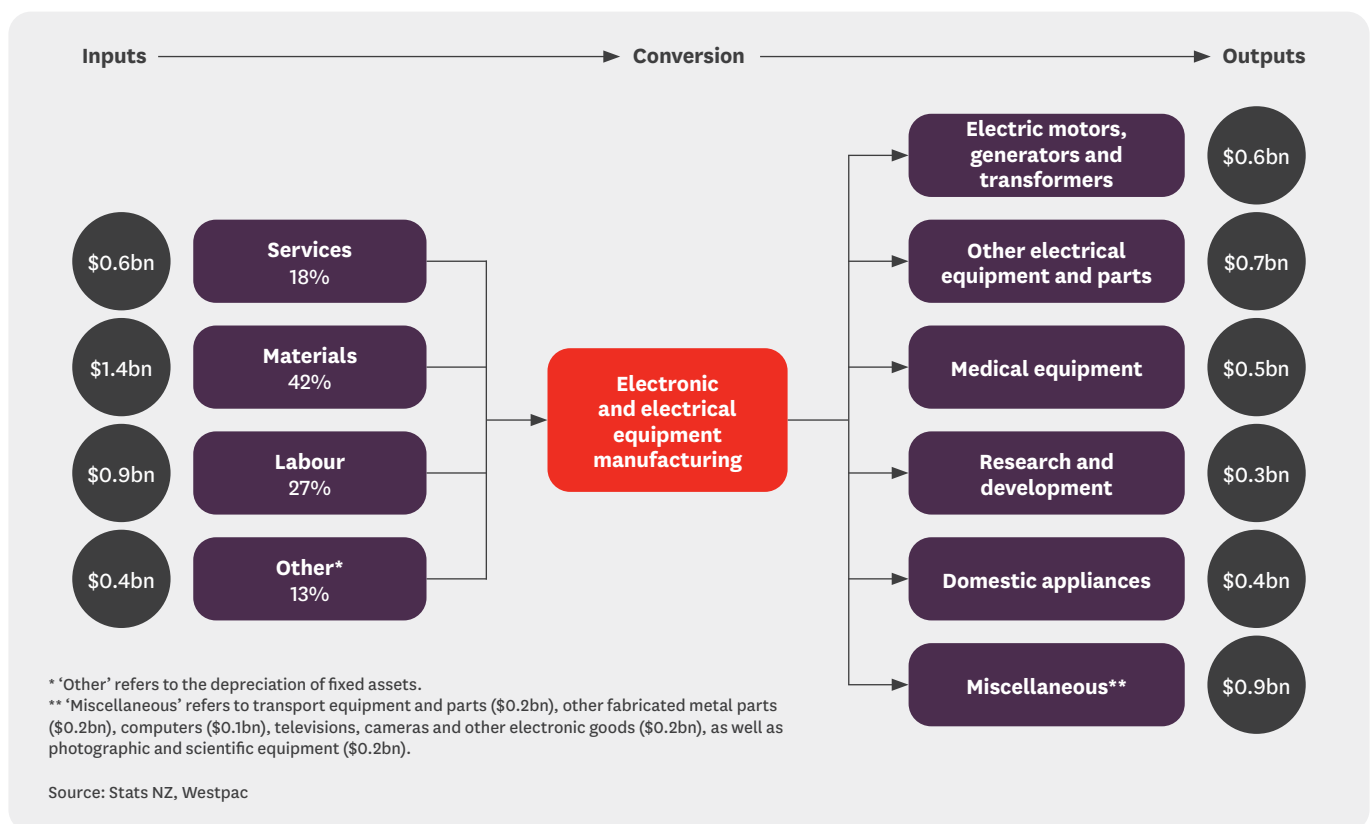 Inputs
Conversion
Outputs
$0.6bn
Services
18%
$1.4bn
Materials
42%
$0.9bn
Labour
27%
$0.4bn
Other*
13%
Electronic
and electrical
equipment
manufacturing
Electric motors,
generators and
transformers
$0.6bn
Other electrical
equipment and parts
$0.7bn
Medical equipment
$0.5bn
Research and
development
$0.3bn
Domestic appliances
$0.4bn
Miscellaneous**
$0.9bn
* ‘Other’ refers to the depreciation of fixed assets.
** ‘Miscellaneous’ refers to transport equipment and parts ($0.2bn), other fabricated metal parts
($0.2bn), computers ($0.1bn), televisions, cameras and other electronic goods ($0.2bn), as well as
photographic and scientific equipment ($0.2bn).
Source: Stats NZ, Westpac